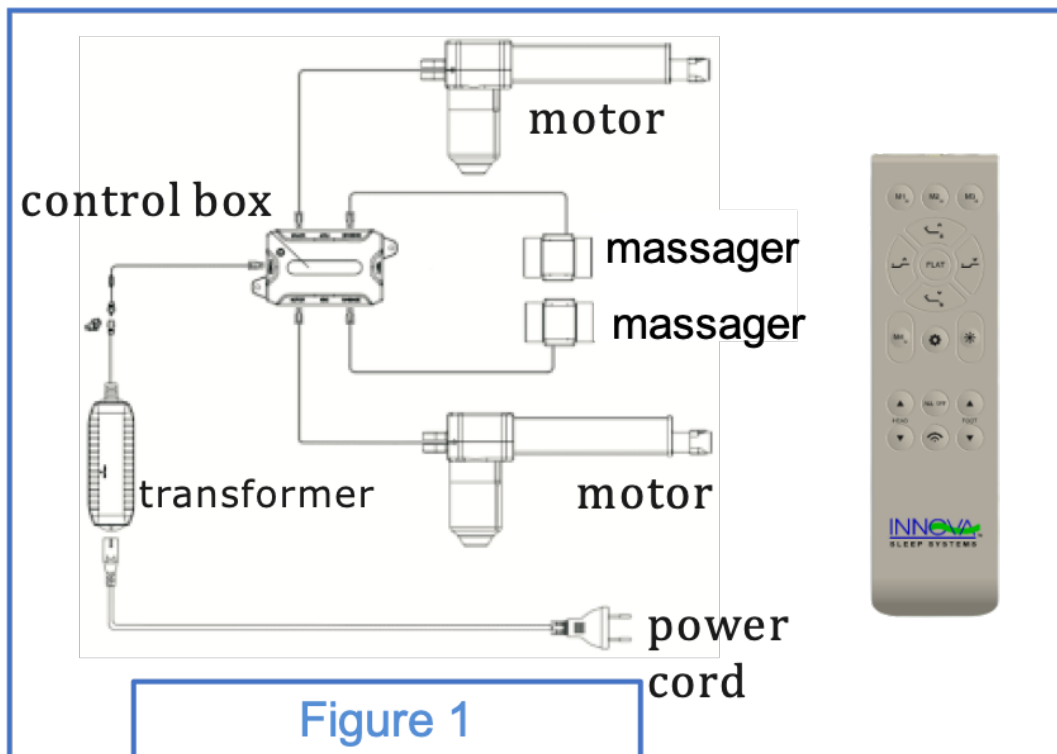 motor
control box
massager
massager
transformer
motor
power
cord
M1 M2 M3
FLAT
M4
ALL OFF
HEAD FOOT
INNOVA
SLEEP SYSTEMS
Figure 1